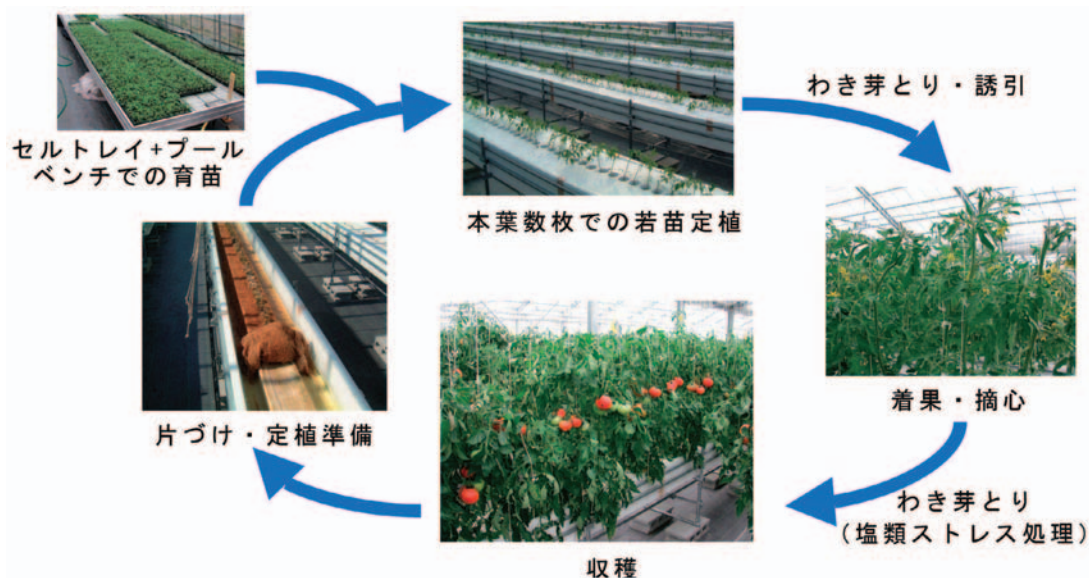 セルトレイ+プール
ベンチでの育苗
本葉数枚での若苗定植
わき芽とり・誘引
着果・摘心
わき芽とり
(塩類ストレス処理)
収穫
片づけ・定植準備